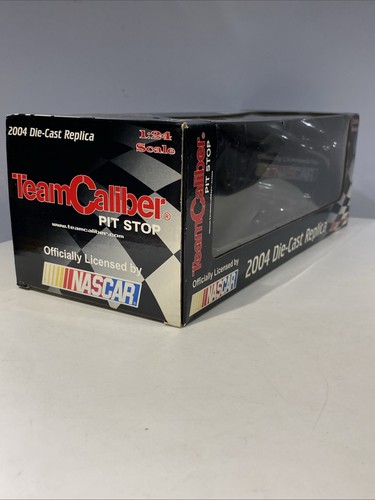 2004 Die-Cast Replica
1:24
Scale
TeamCaliber®
PIT STOP
www.teamcaliber.com
Officially Licensed by
NASCAR
TeamCaliber®
PIT STOP
Officially Licensed by
NASCAR
2004 Die-Cast Replica